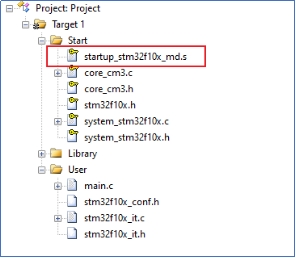 Project: Project
Target 1
Start
startup_stm32f10x_md.s
core_cm3.c
core_cm3.h
stm32f10x.h
system_stm32f10x.c
system_stm32f10x.h
Library
User
main.c
stm32f10x_conf.h
stm32f10x_it.c
stm32f10x_it.h